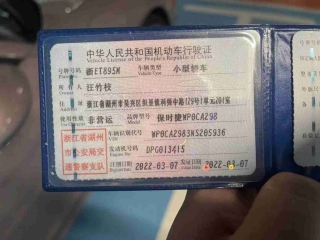 中华人民共和国机动车行驶证
Vehicle License of the People's Republic of China
号牌号码 浙ET895W 车辆类型 小型轿车
所有人 汪竹枝
住址 浙江省湖州市吴兴区
使用性质 非营运 品牌型号 保时捷WP0CA298
浙江省湖州市公安局交通警察支队
车辆识别代号 WP0CA2983NS205936
发动机号码 DPG013415
注册日期 2022-03-07 发证日期 2022-03-07